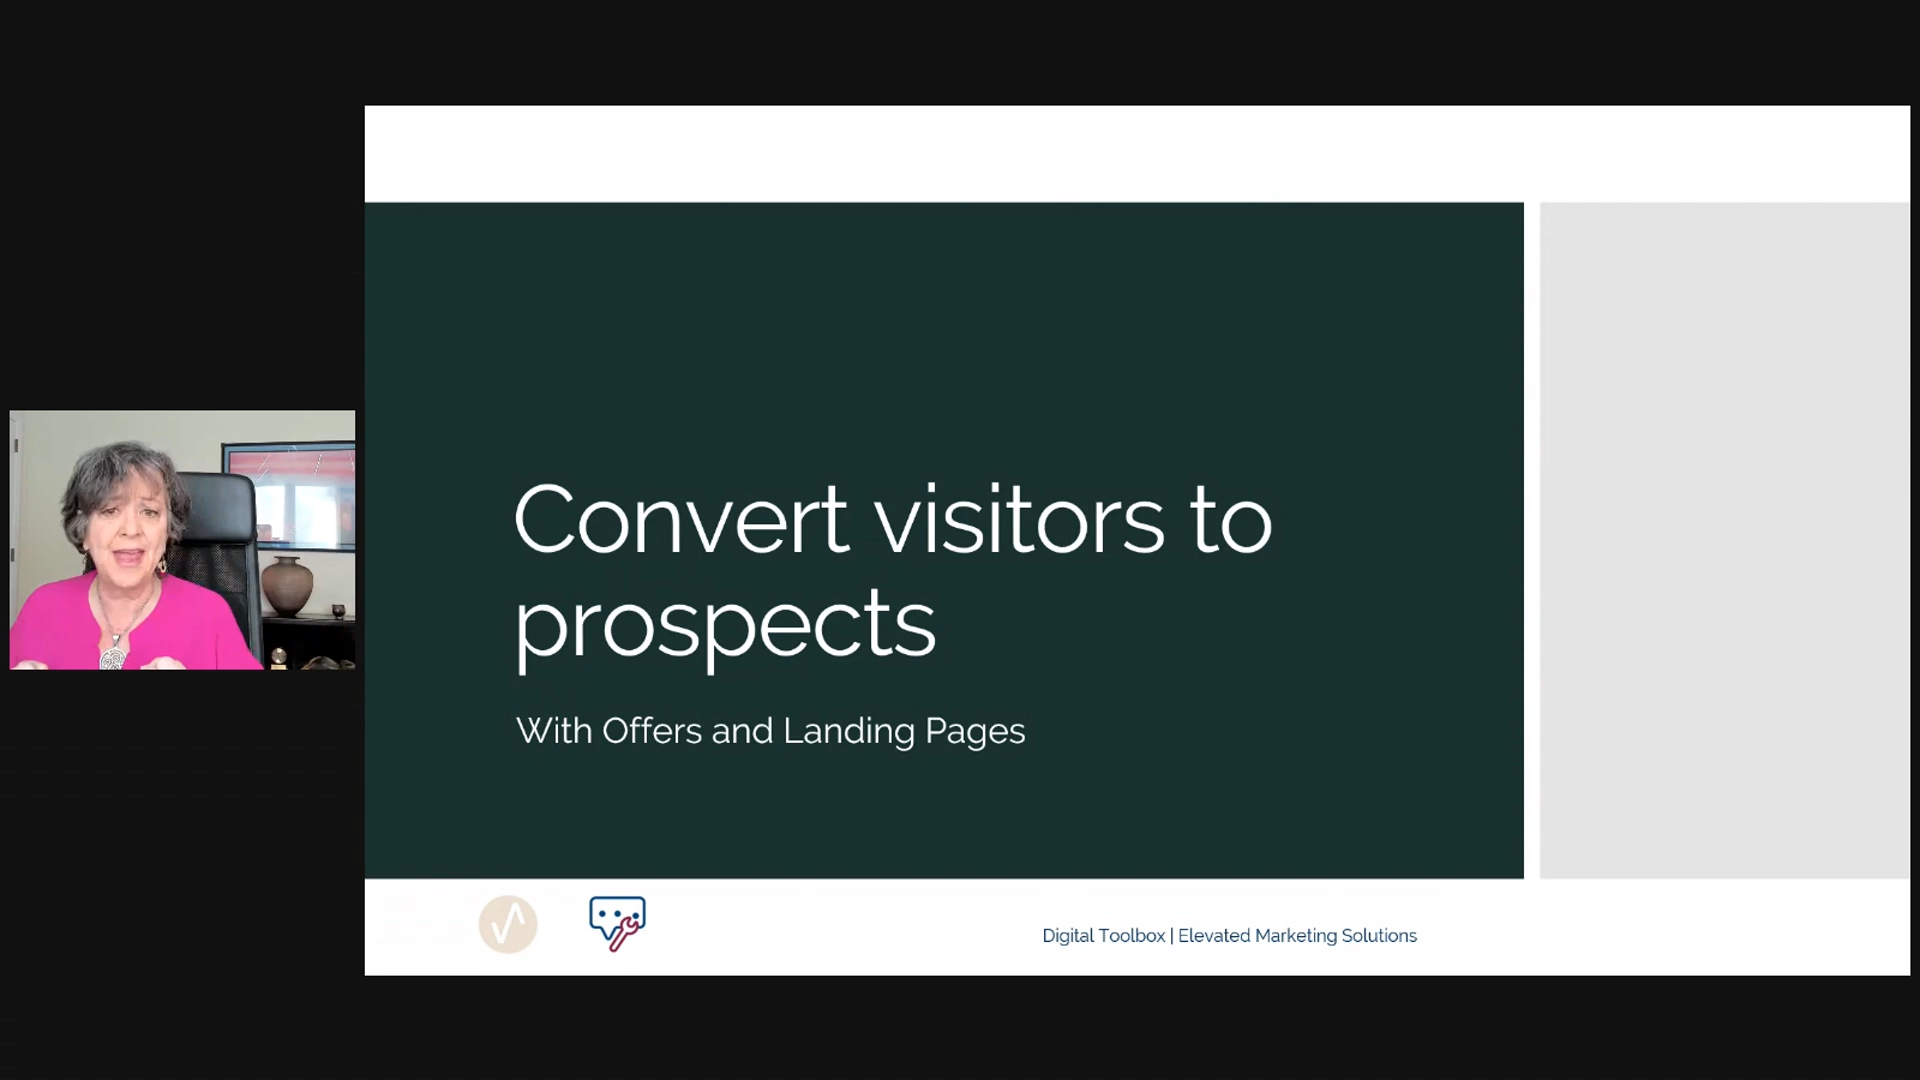 Convert visitors to
prospects
With Offers and Landing Pages
Digital Toolbox | Elevated Marketing Solutions